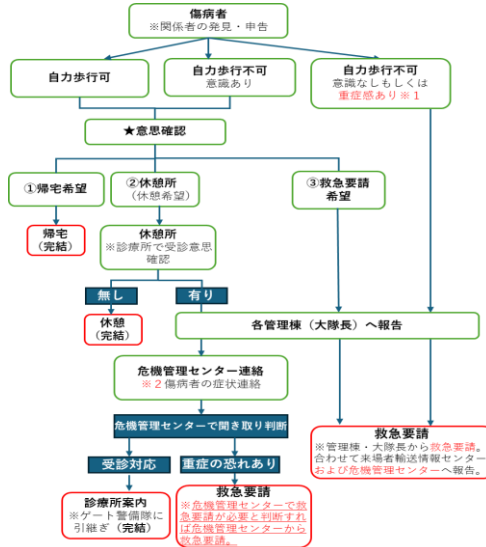 傷病者
※関係者の発見・申告
自力歩行可
自力歩行不可
意識あり
自力歩行不可
意識なしもしくは
重症感あり※1
★意思確認
①帰宅希望
②休憩所
(休憩希望)
③救急要請
希望
帰宅
(完結)
休憩所
※診療所で受診意思
確認
無し
有り
休憩
(完結)
各管理棟（大隊長）へ報告
危機管理センター連絡
※2傷病者の症状連絡
危機管理センターで聞き取り判断
受診対応
重症の恐れあり
診療所案内
※ゲート警備隊に
引継ぎ（完結）
救急要請
※危機管理センターで救
急要請が必要と判断すれ
ば危機管理センターから
救急要請。
救急要請
※管理棟・大隊長から救急要請。
合わせて来場者輸送情報センター
および危機管理センターへ報告。